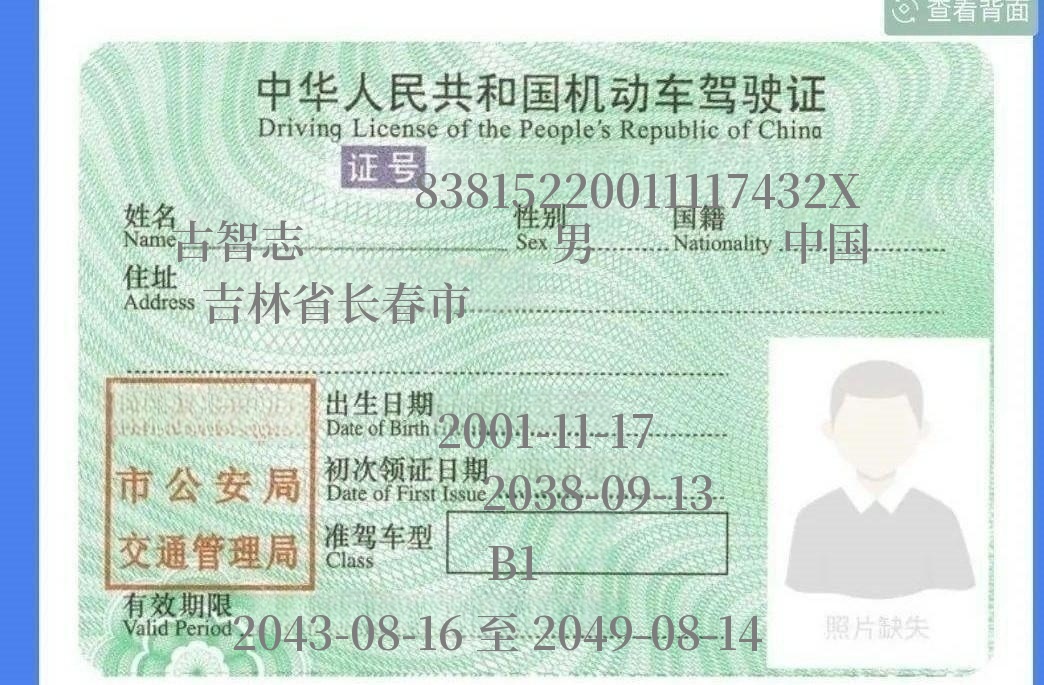 查看背面
中华人民共和国机动车驾驶证
Driving License of the People's Republic of China
证号 83815220011117432X
姓名 古智志 性别 男 国籍 中国
Name Sex Nationality
住址 吉林省长春市
Address
出生日期
Date of Birth 2001-11-17
初次领证日期
Date of First Issue 2038-09-13
市公安局
交通管理局
准驾车型 B1
Class
有效期限
Valid Period 2043-08-16 至 2049-08-14
照片缺失